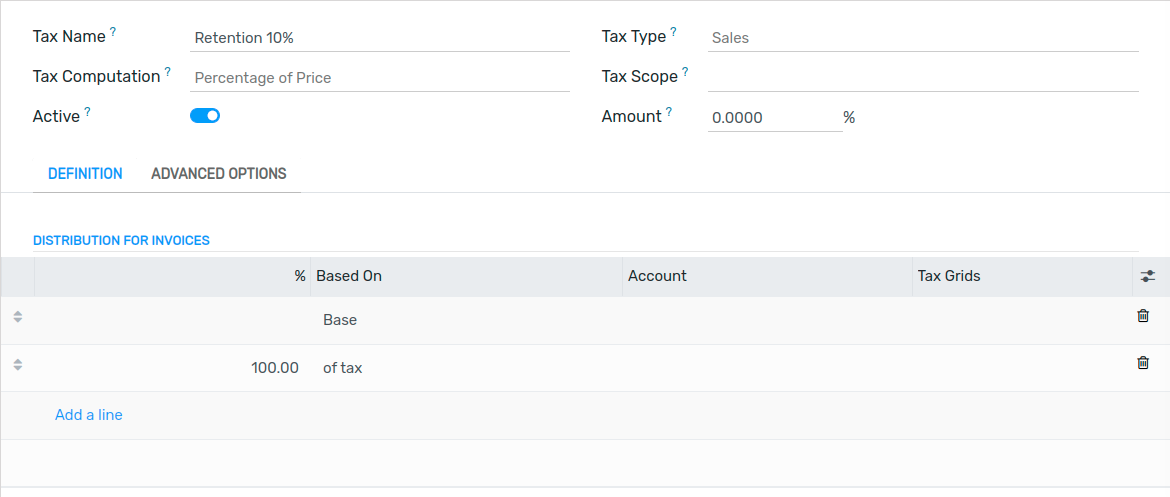 Tax Name ? Retention 10% Tax Type ? Sales
Tax Computation ? Percentage of Price Tax Scope ?
Active ? Amount ? 0.0000 %
DEFINITION ADVANCED OPTIONS
DISTRIBUTION FOR INVOICES
% Based On Account Tax Grids
Base
100.00 of tax
Add a line